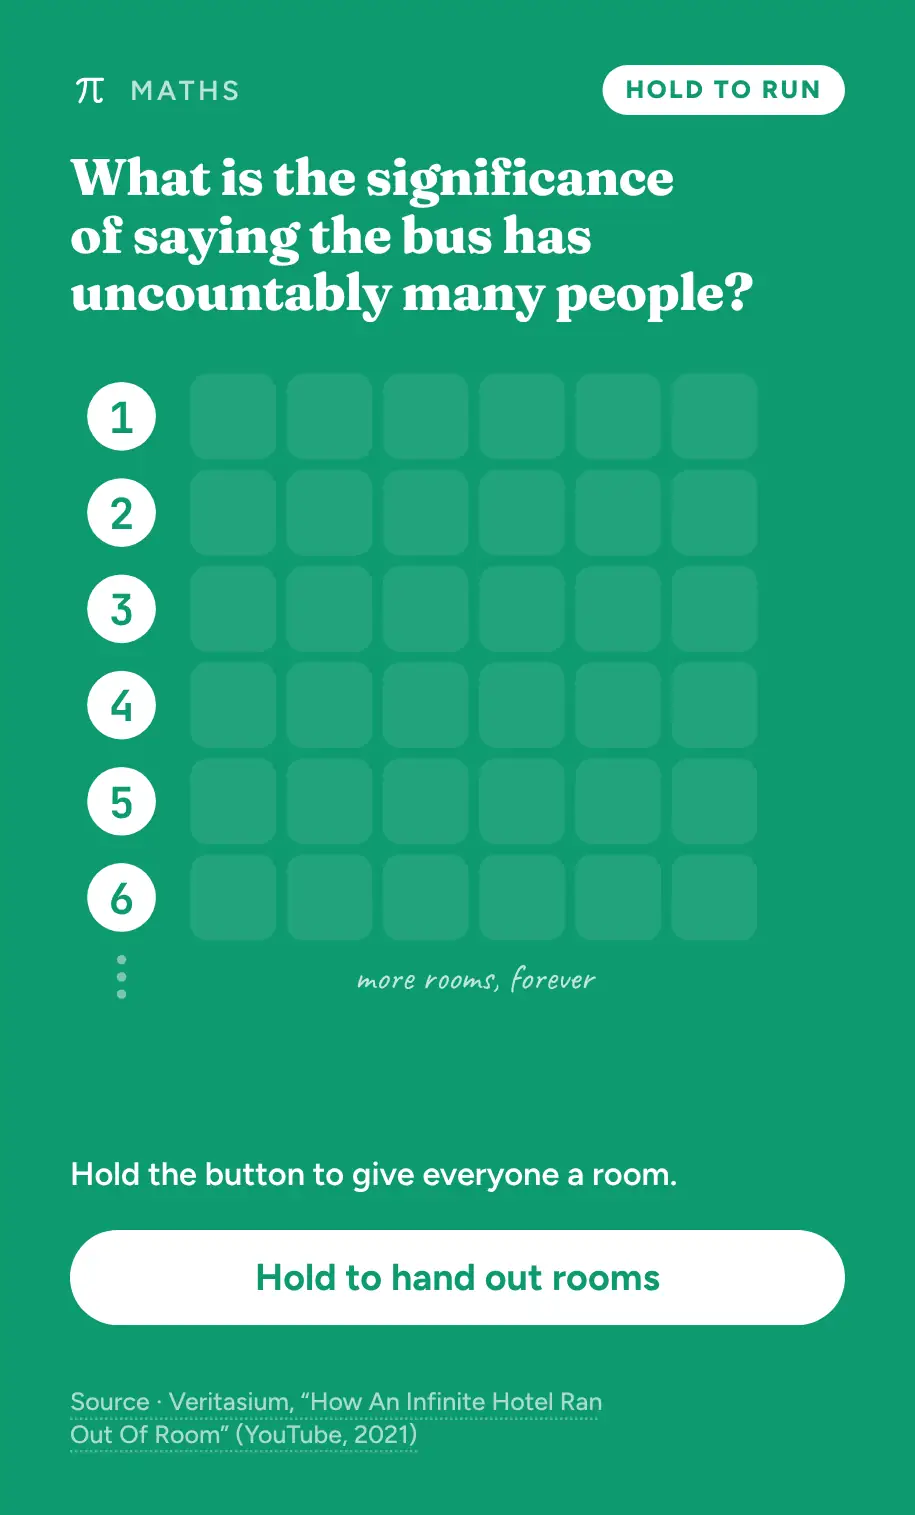 π MATHS
HOLD TO RUN
What is the significance
of saying the bus has
uncountably many people?
1
2
3
4
5
6
more rooms, forever
Hold the button to give everyone a room.
Hold to hand out rooms
Source · Veritasium, “How An Infinite Hotel Ran
Out Of Room” (YouTube, 2021)